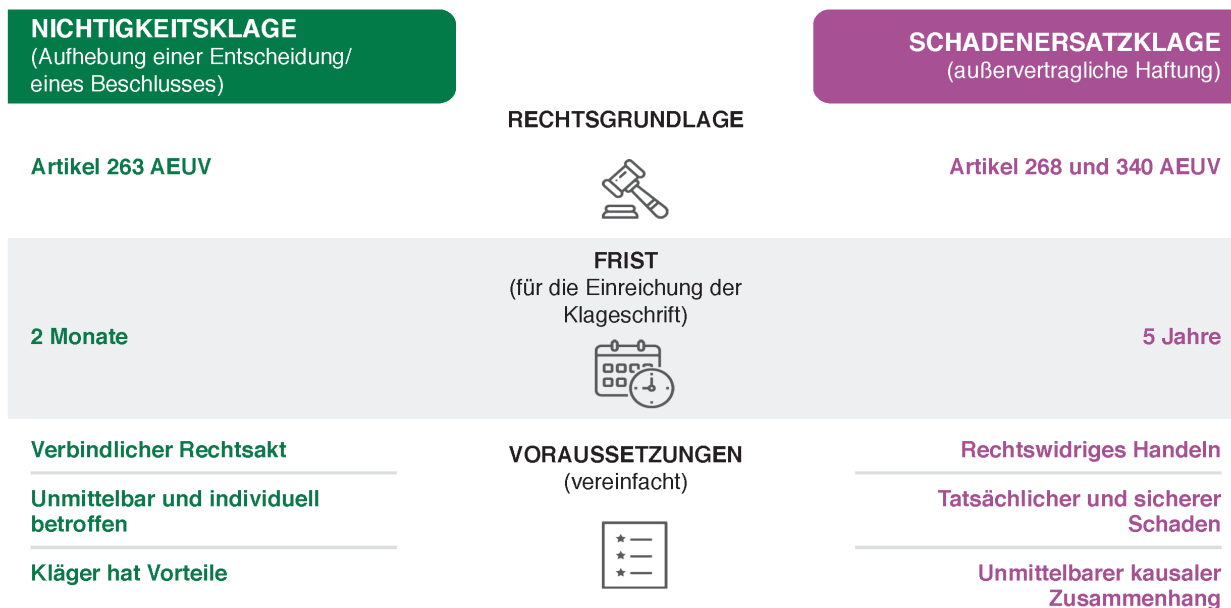 NICHTIGKEITSKLAGE
(Aufhebung einer Entscheidung/
eines Beschlusses)
SCHADENERSATZKLAGE
(außervertragliche Haftung)
RECHTSGRUNDLAGE
Artikel 263 AEUV
Artikel 268 und 340 AEUV
FRIST
(für die Einreichung der
Klageschrift)
2 Monate
5 Jahre
VORAUSSETZUNGEN
(vereinfacht)
Verbindlicher Rechtsakt
Unmittelbar und individuell
betroffen
Kläger hat Vorteile
Rechtswidriges Handeln
Tatsächlicher und sicherer
Schaden
Unmittelbarer kausaler
Zusammenhang